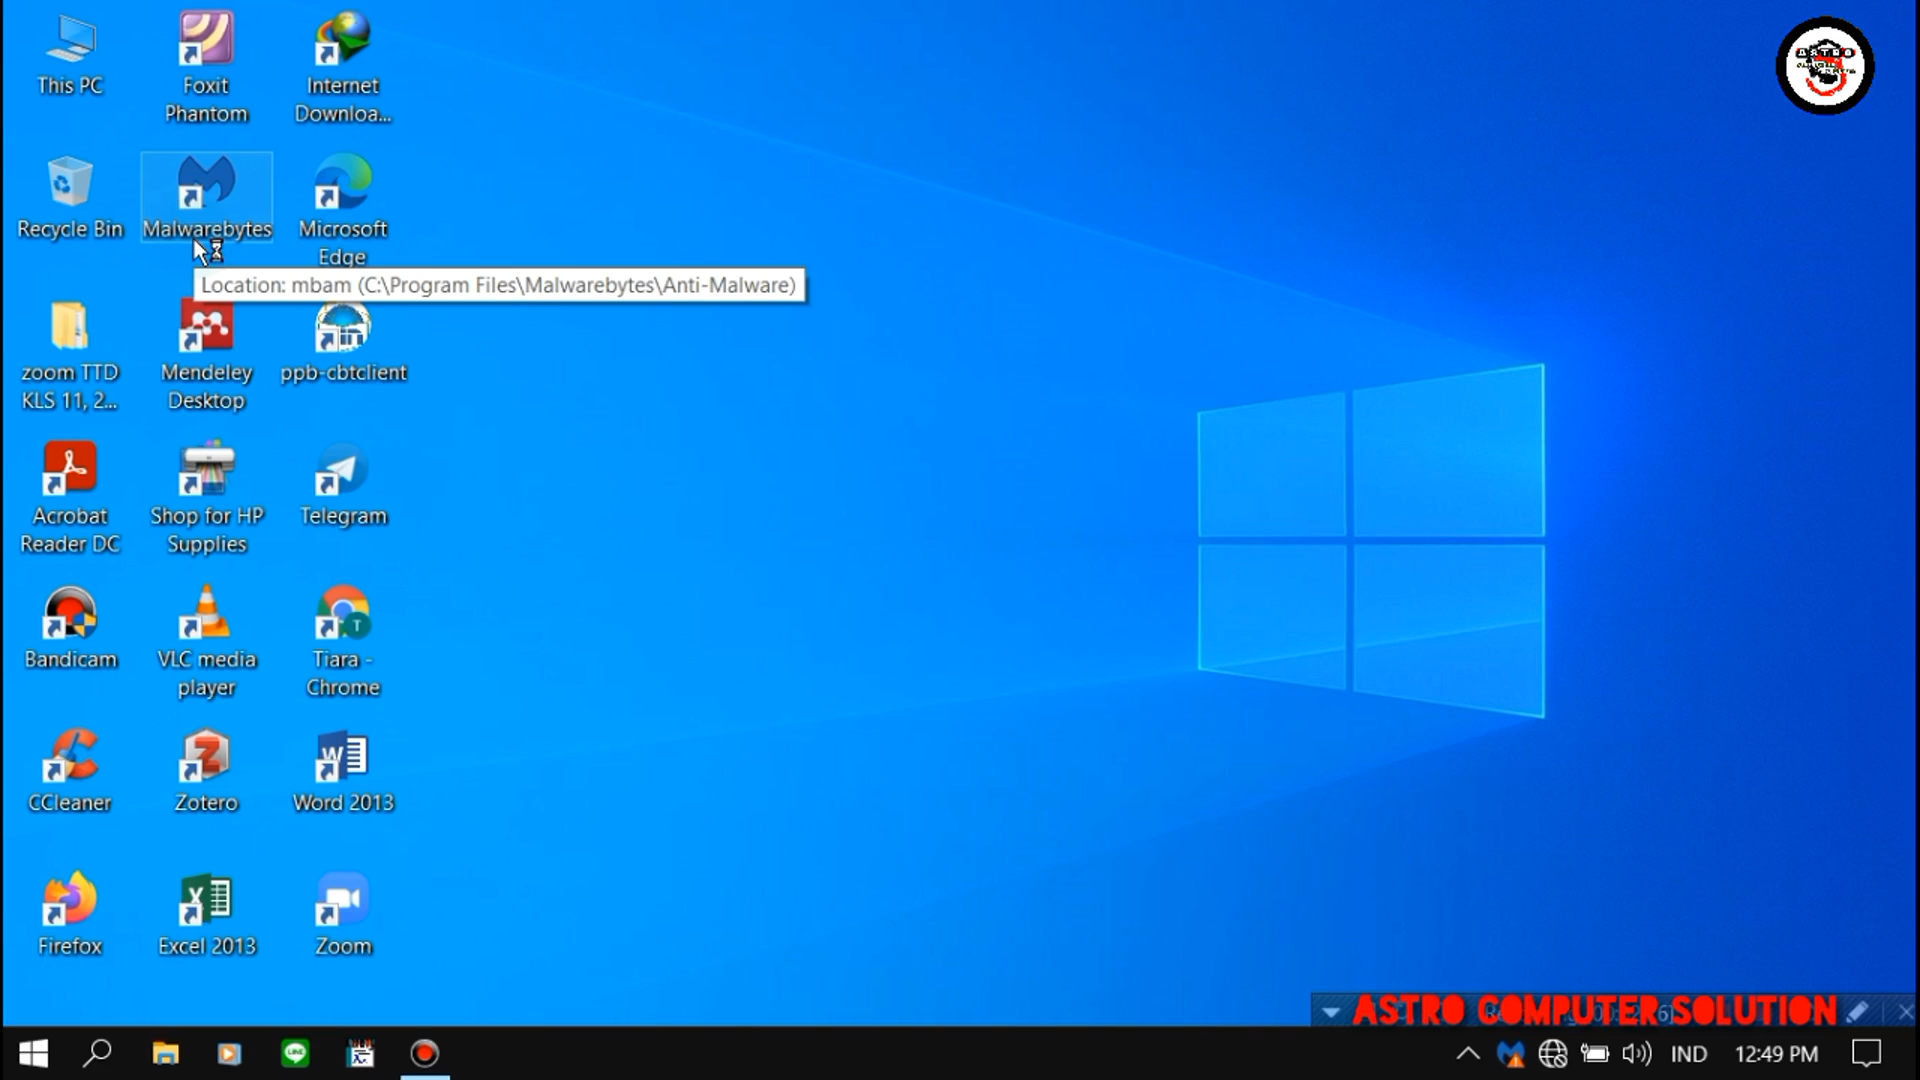 This PC
Foxit
Phantom
Internet
Downloa...
ASTRO
Recycle Bin
Malwarebytes
Microsoft
Edge
Location: mbam (C:\Program Files\Malwarebytes\Anti-Malware)
zoom TTD
KLS 11, 2...
Mendeley
Desktop
ppb-cbtclient
Acrobat
Reader DC
Shop for HP
Supplies
Telegram
Bandicam
VLC media
player
Tiara -
Chrome
CCleaner
Zotero
Word 2013
Firefox
Excel 2013
Zoom
ASTRO COMPUTER SOLUTION
IND
12:49 PM